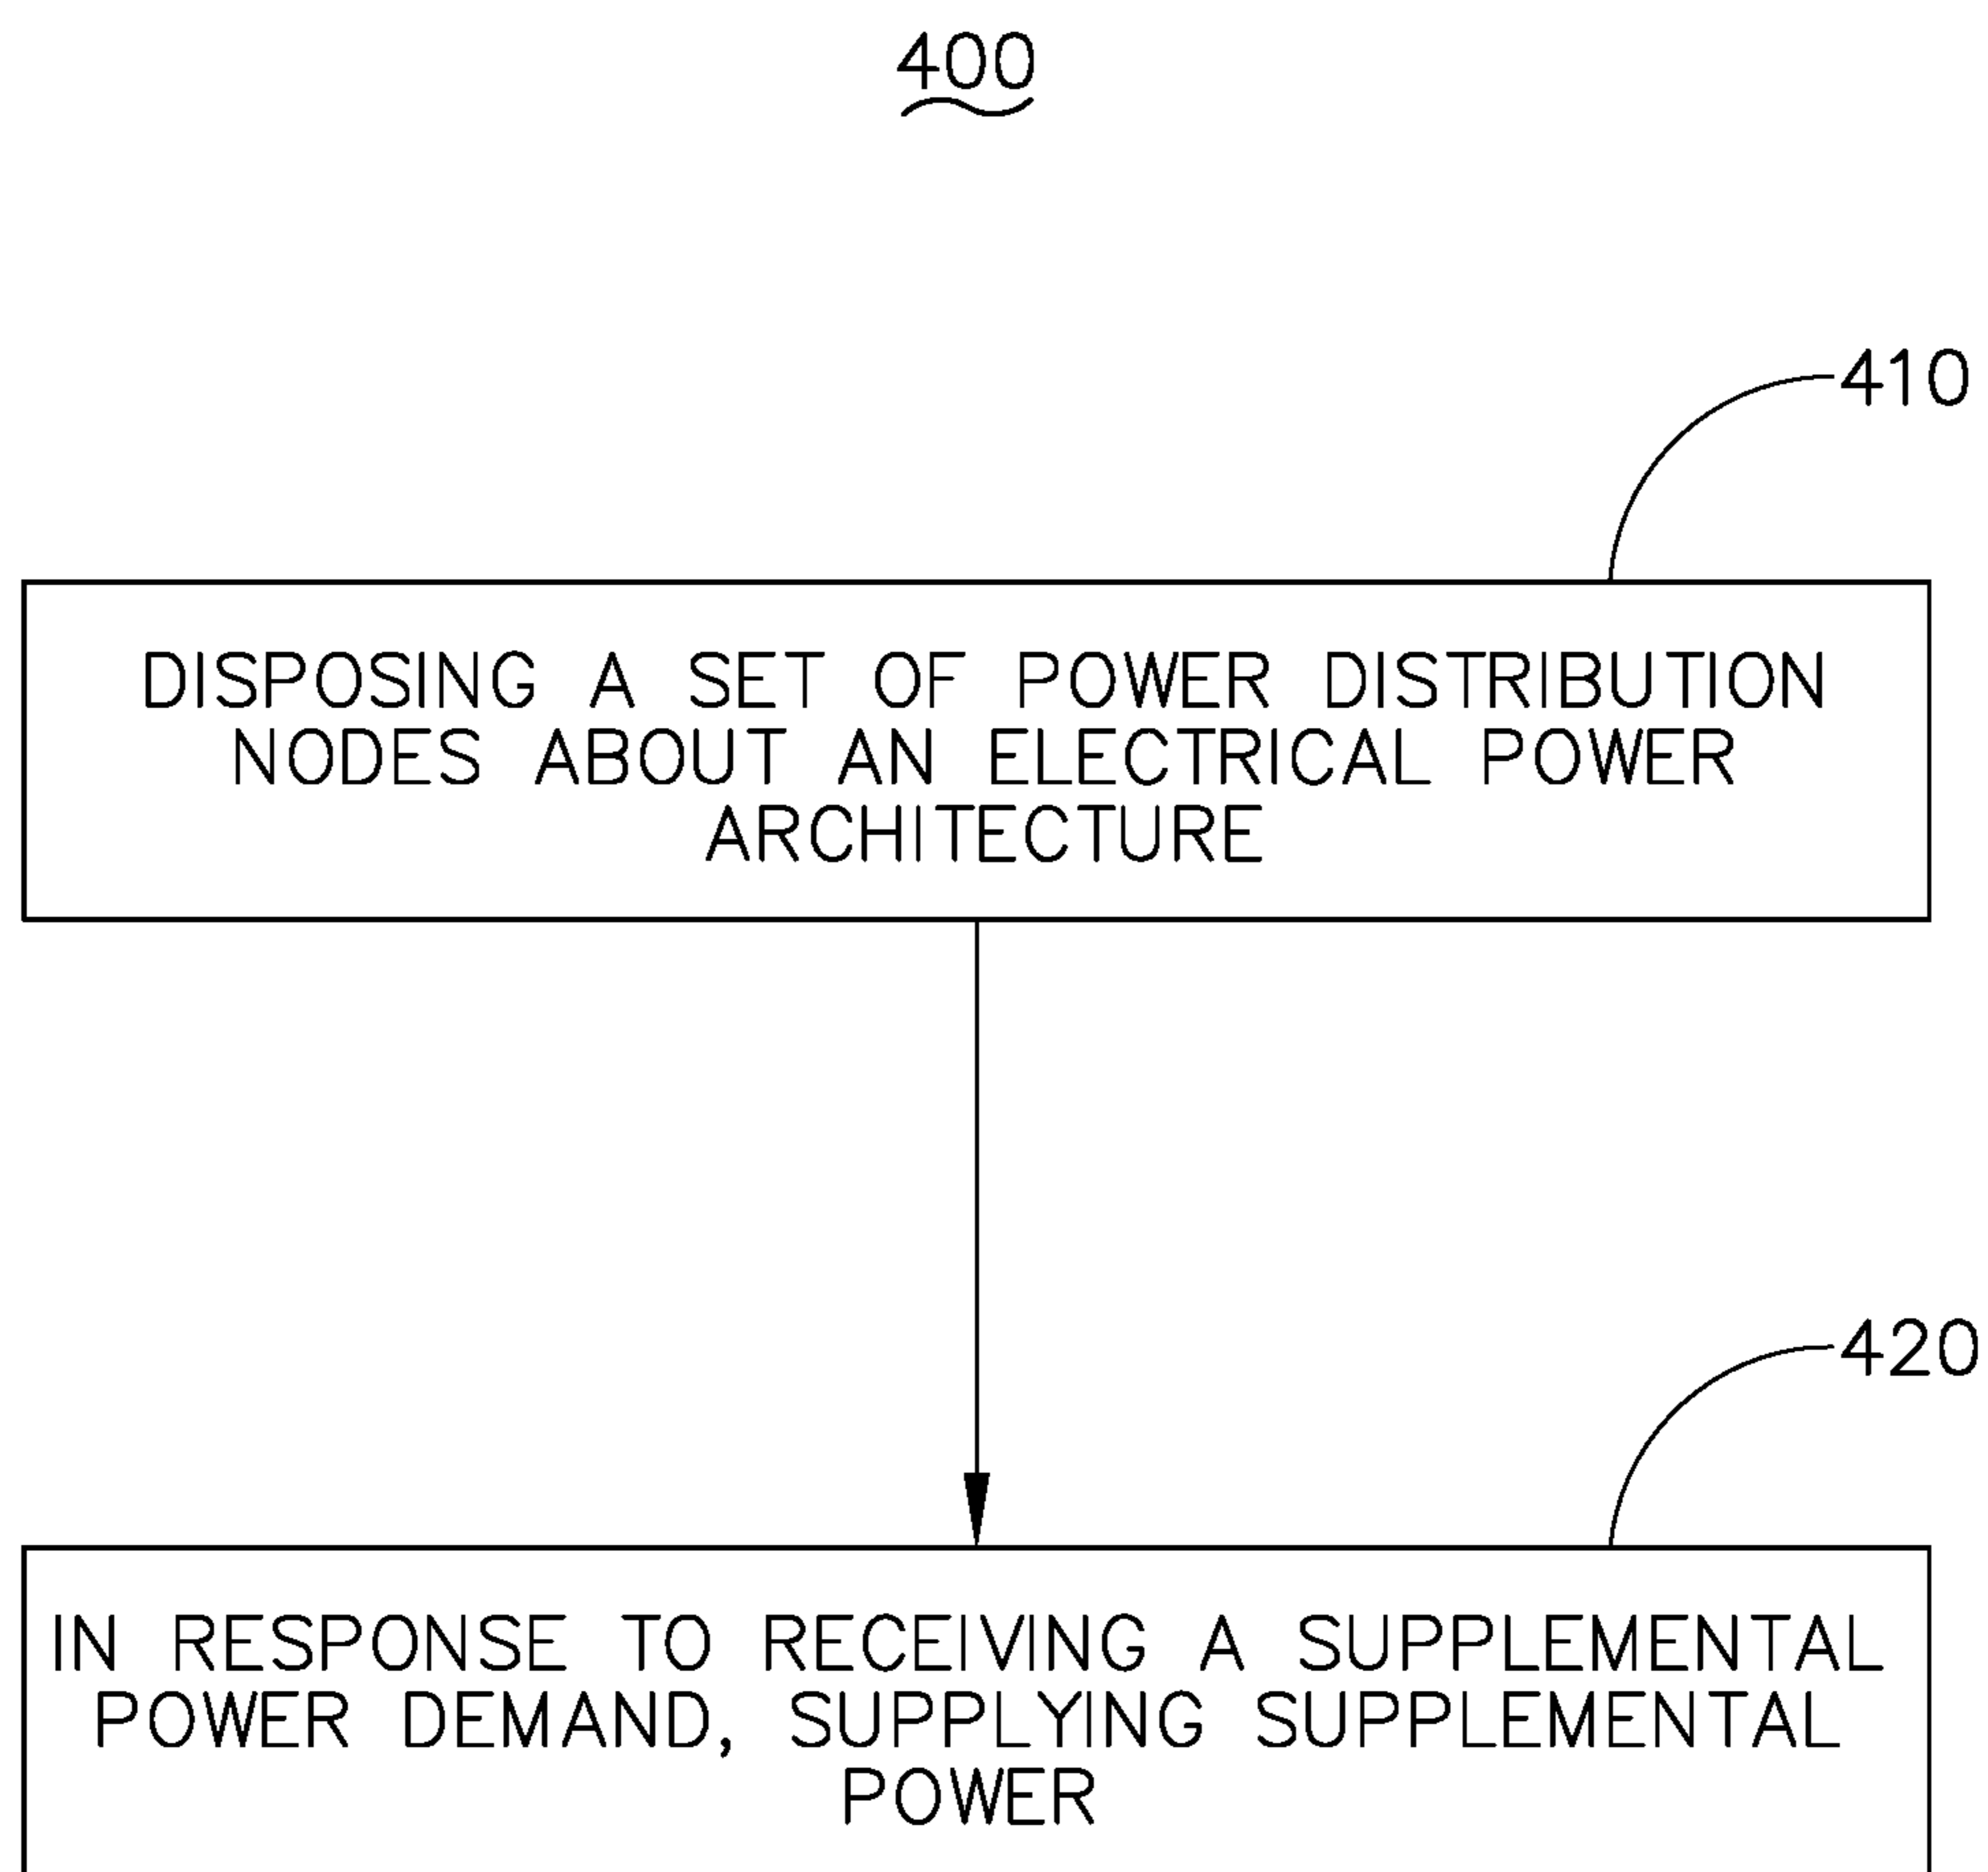 400
410
DISPOSING A SET OF POWER DISTRIBUTION
NODES ABOUT AN ELECTRICAL POWER
ARCHITECTURE
420
IN RESPONSE TO RECEIVING A SUPPLEMENTAL
POWER DEMAND, SUPPLYING SUPPLEMENTAL
POWER